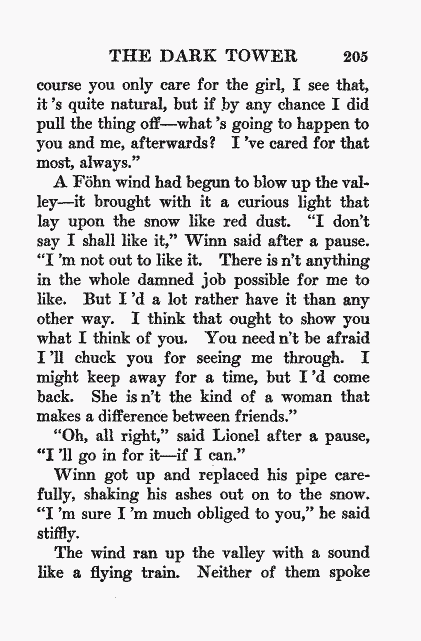 THE DARK TOWER 205
course you only care for the girl, I see that,
it 's quite natural, but if by any chance I did
pull the thing off—what 's going to happen to
you and me, afterwards? I 've cared for that
most, always.”
A Föhn wind had begun to blow up the val-
ley—it brought with it a curious light that
lay upon the snow like red dust. “I don't
say I shall like it,” Winn said after a pause.
“I 'm not out to like it. There is n't anything
in the whole damned job possible for me to
like. But I 'd a lot rather have it than any
other way. I think that ought to show you
what I think of you. You need n't be afraid
I 'll chuck you for seeing me through. I
might keep away for a time, but I 'd come
back. She is n't the kind of a woman that
makes a difference between friends.”
“Oh, all right,” said Lionel after a pause,
“I 'll go in for it—if I can.”
Winn got up and replaced his pipe care-
fully, shaking his ashes out on to the snow.
“I 'm sure I 'm much obliged to you,” he said
stiffly.
The wind ran up the valley with a sound
like a flying train. Neither of them spoke